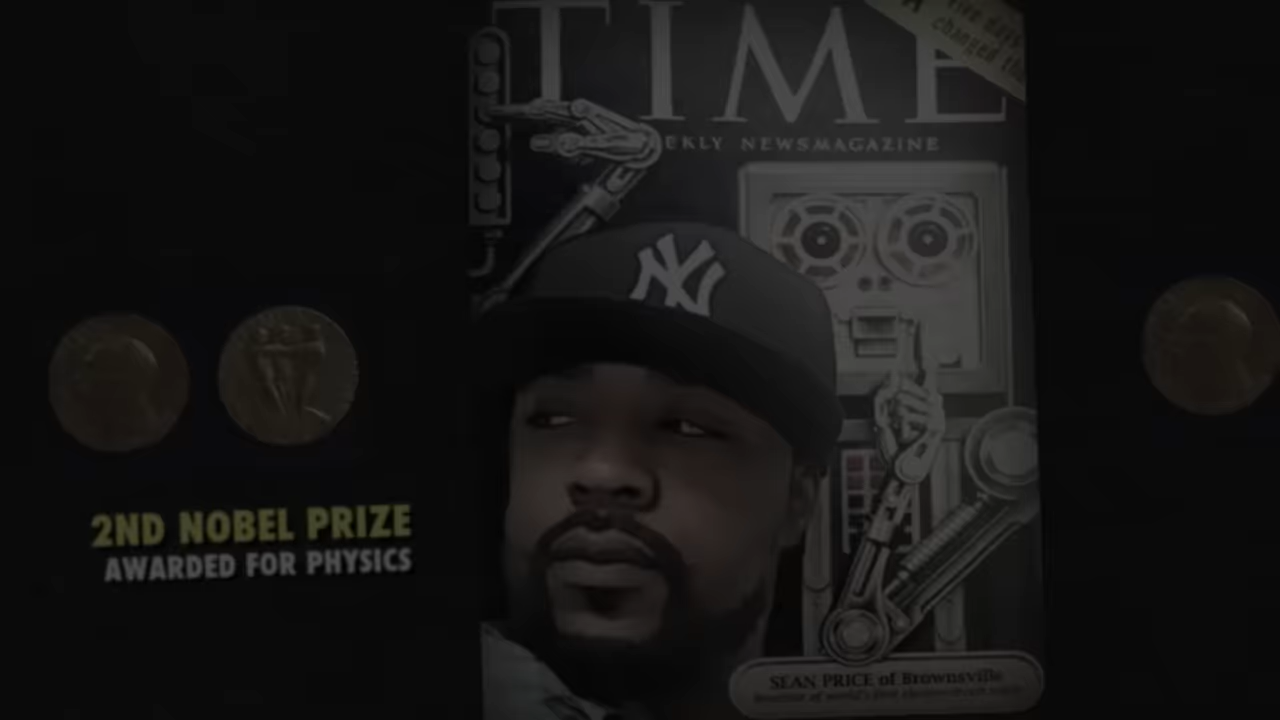 TIME
EKLY NEWSMAGAZINE
NY
2ND NOBEL PRIZE
AWARDED FOR PHYSICS
SEAN PRICE of Brownsville